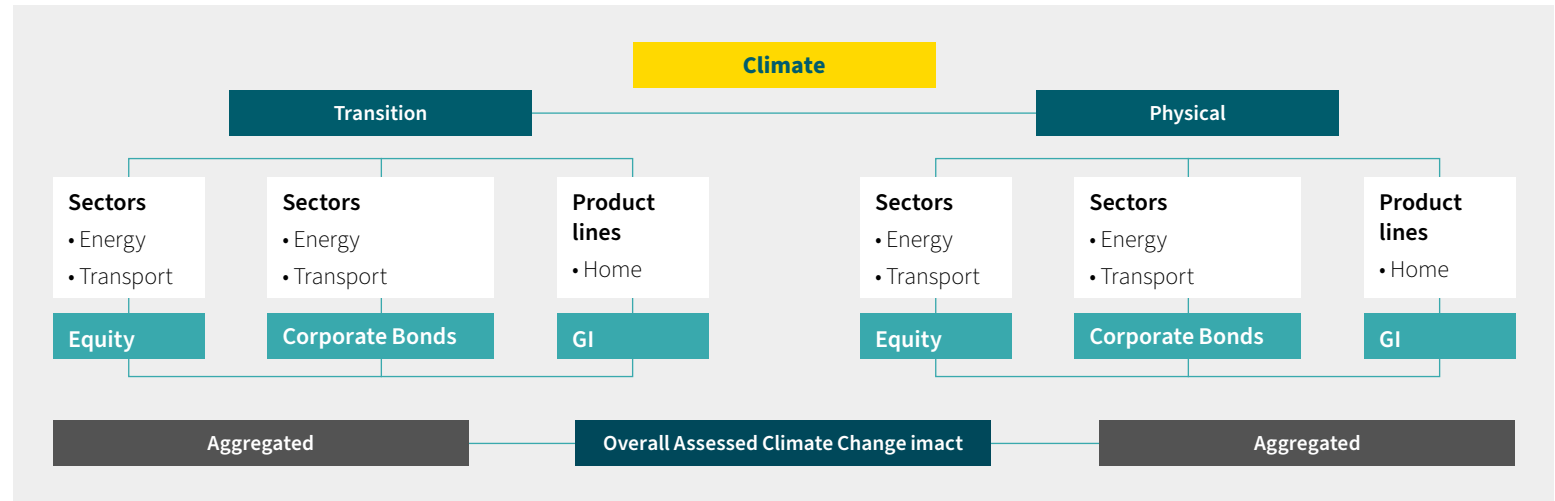 Climate
Transition
Physical
Sectors
• Energy
• Transport
Sectors
• Energy
• Transport
Product
lines
• Home
Sectors
• Energy
• Transport
Sectors
• Energy
• Transport
Product
lines
• Home
Equity
Corporate Bonds
GI
Equity
Corporate Bonds
GI
Aggregated
Overall Assessed Climate Change imact
Aggregated